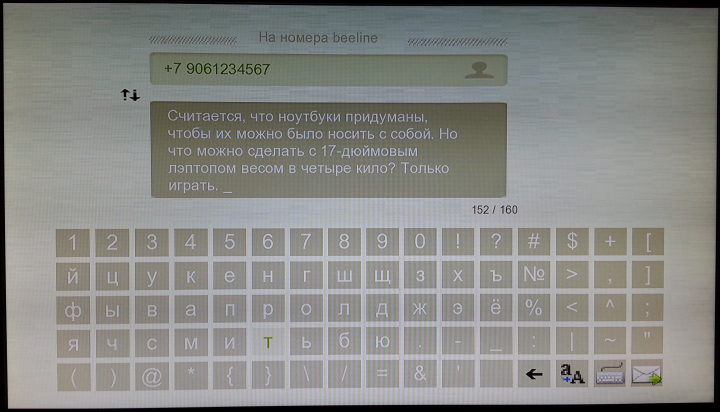 На номера beeline
+7 9061234567
Считается, что ноутбуки придуманы,
чтобы их можно было носить с собой. Но
что можно сделать с 17-дюймовым
лэптопом весом в четыре кило? Только
играть. _
152 / 160
1 2 3 4 5 6 7 8 9 0 ! ? # $ + [
й ц у к е н г ш щ з х ъ № > , ]
ф ы в а п р о л д ж э ё % < ^ ;
я ч с м и т ь б ю . - _ : | ~ "
( ) @ * { } \ / = & ' ← а А